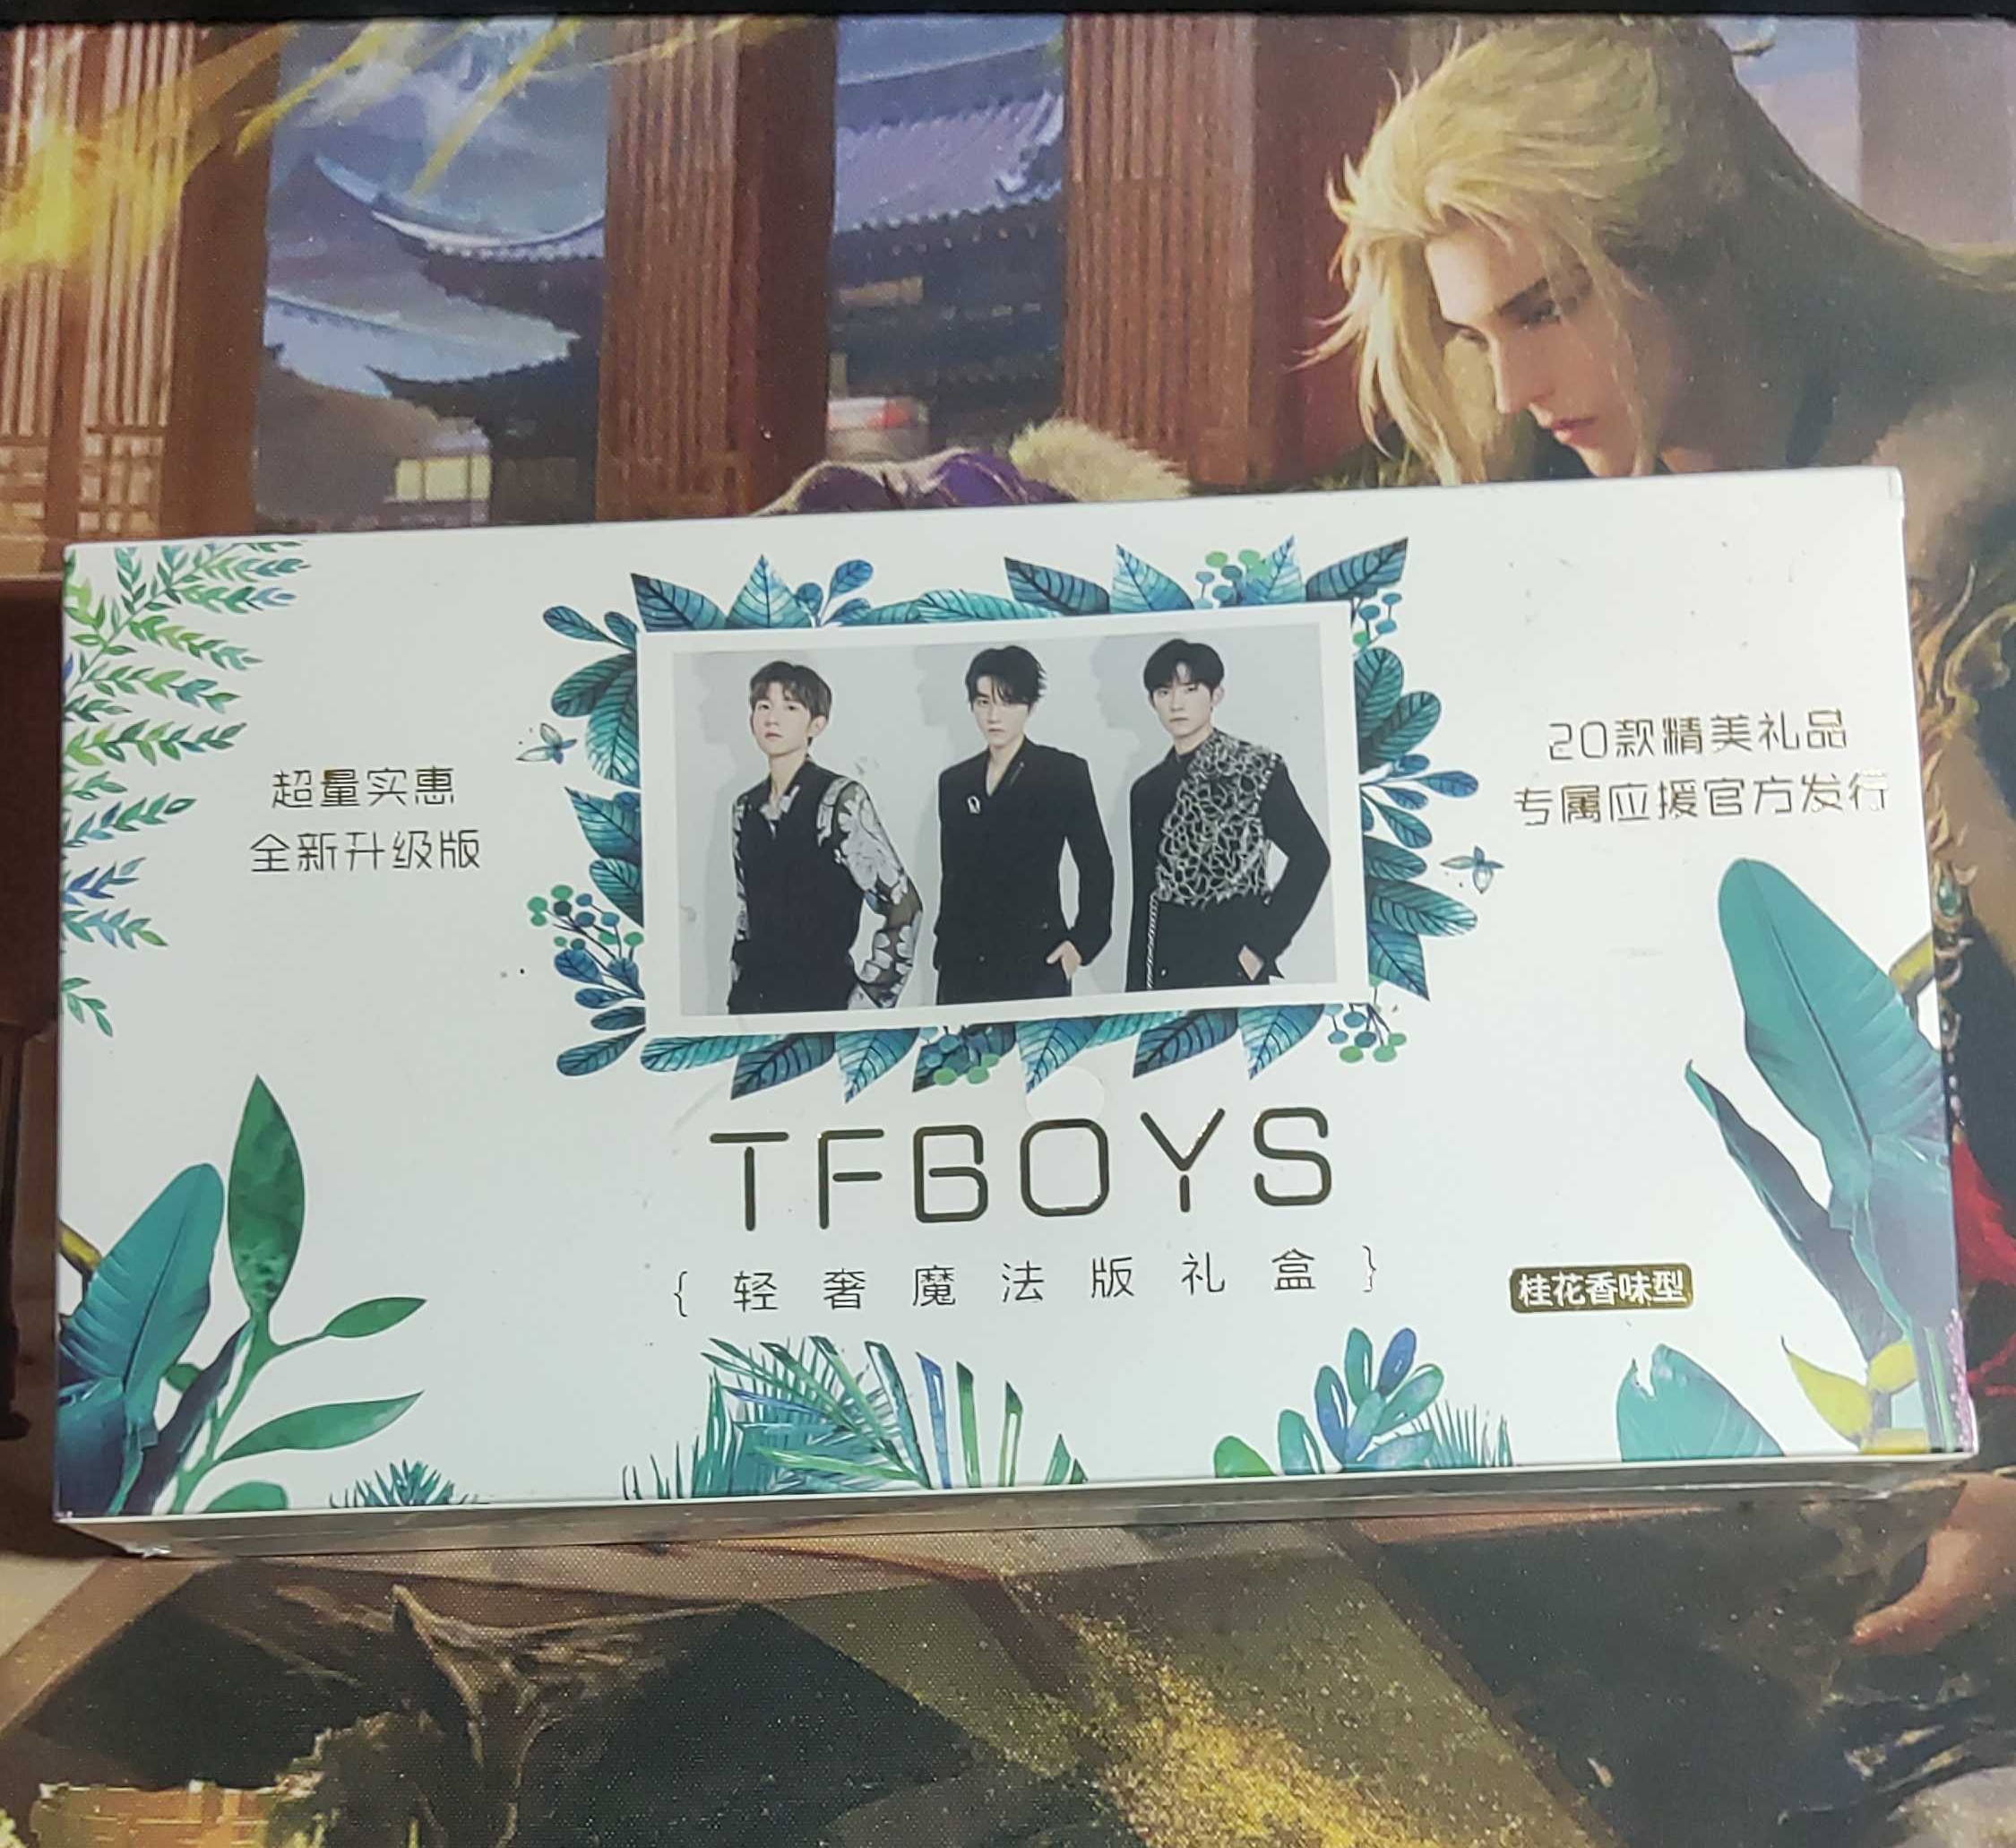 超量实惠
全新升级版
20款精美礼品
专属应援官方发行
TFBOYS
{轻奢魔法版礼盒}
桂花香味型